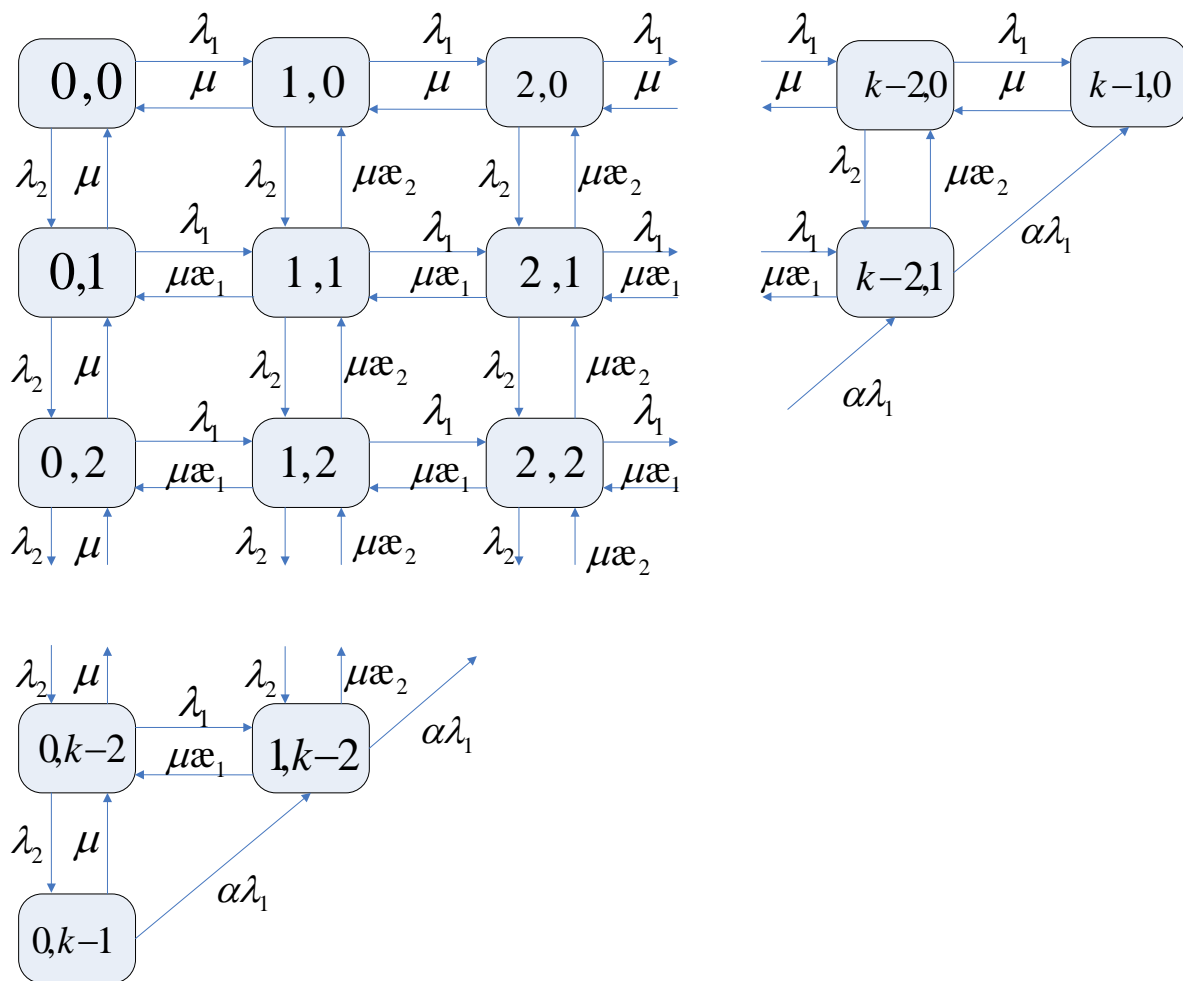 λ₁ λ₁ λ₁ λ₁ λ₁
0,0 μ 1,0 μ 2,0 μ μ k−2,0 μ k−1,0
λ₂ μ λ₂ μæ₂ λ₂ μæ₂ λ₂ μæ₂
λ₁ λ₁ λ₁ λ₁ αλ₁
0,1 μæ₁ 1,1 μæ₁ 2,1 μæ₁ μæ₁ k−2,1
λ₂ μ λ₂ μæ₂ λ₂ μæ₂ αλ₁
λ₁ λ₁ λ₁
0,2 μæ₁ 1,2 μæ₁ 2,2 μæ₁
λ₂ μ λ₂ μæ₂ λ₂ μæ₂
λ₂ μ λ₂ μæ₂
λ₁ αλ₁
0,k−2 μæ₁ 1,k−2
λ₂ μ
αλ₁
0,k−1